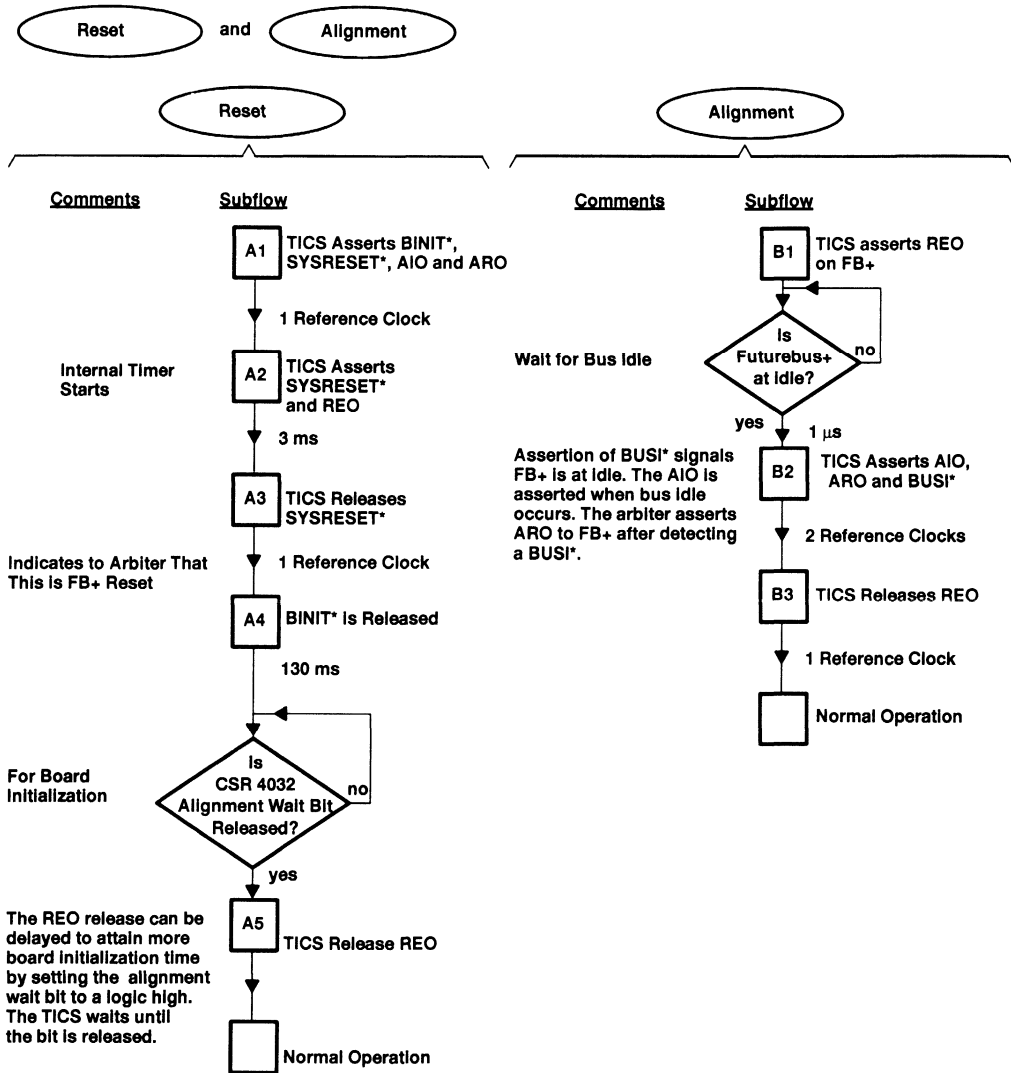 Reset and Alignment
Reset
Comments
Subflow
A1
TICS Asserts BINIT*,
SYSRESET*, AIO and ARO
1 Reference Clock
Internal Timer
Starts
A2
TICS Asserts
SYSRESET*
and REO
3 ms
A3
TICS Releases
SYSRESET*
Indicates to Arbiter That
This is FB+ Reset
1 Reference Clock
A4
BINIT* is Released
130 ms
For Board
Initialization
Is
CSR 4032
Alignment Wait Bit
Released?
no
yes
The REO release can be
delayed to attain more
board initialization time
by setting the alignment
wait bit to a logic high.
The TICS waits until
the bit is released.
A5
TICS Release REO
Normal Operation
Alignment
Comments
Subflow
B1
TICS asserts REO
on FB+
Wait for Bus Idle
Is
Futurebus+
at Idle?
no
yes
1 μs
Assertion of BUSI* signals
FB+ is at idle. The AIO is
asserted when bus idle
occurs. The arbiter asserts
ARO to FB+ after detecting
a BUSI*.
B2
TICS Asserts AIO,
ARO and BUSI*
2 Reference Clocks
B3
TICS Releases REO
1 Reference Clock
Normal Operation